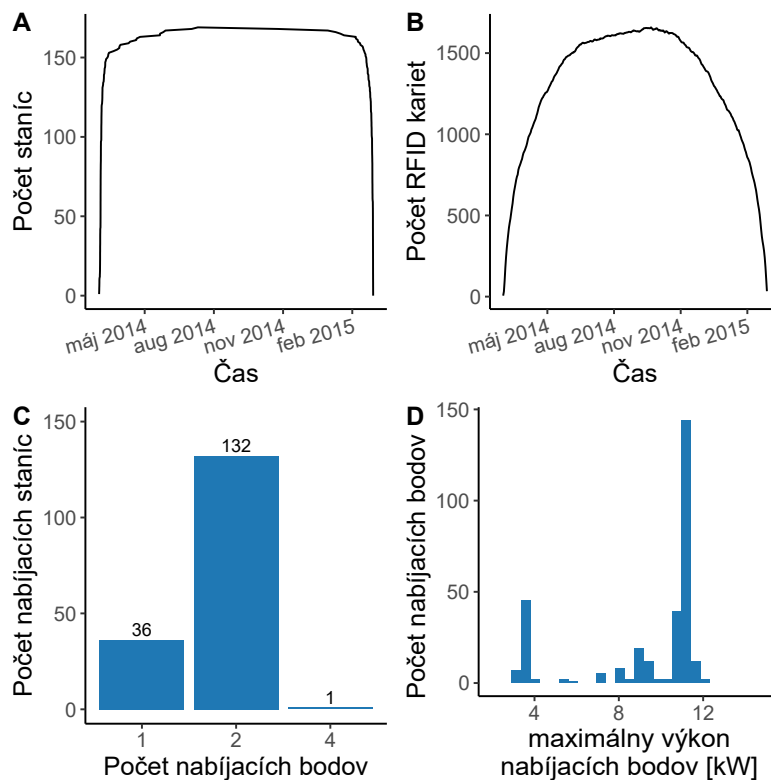 A
Počet staníc
150
100
50
0
máj 2014
aug 2014
nov 2014
feb 2015
Čas
B
Počet RFID kariet
1500
1000
500
0
máj 2014
aug 2014
nov 2014
feb 2015
Čas
C
Počet nabíjacích staníc
150
100
50
0
36
132
1
1
2
4
Počet nabíjacích bodov
D
Počet nabíjacích bodov
150
100
50
0
4
8
12
maximálny výkon
nabíjacích bodov [kW]